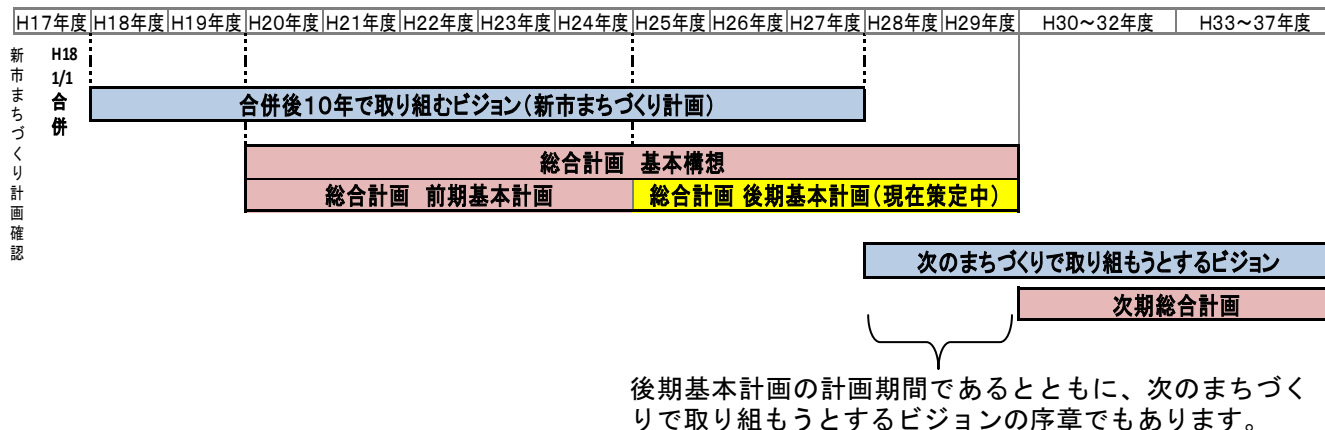 H17年度 H18年度 H19年度 H20年度 H21年度 H22年度 H23年度 H24年度 H25年度 H26年度 H27年度 H28年度 H29年度 H30～32年度 H33～37年度
新市まちづくり計画確認
H18
1/1
合
併
合併後10年で取り組むビジョン(新市まちづくり計画)
総合計画 基本構想
総合計画 前期基本計画
総合計画 後期基本計画(現在策定中)
次のまちづくりで取り組もうとするビジョン
次期総合計画
後期基本計画の計画期間であるとともに、次のまちづく
りで取り組もうとするビジョンの序章でもあります。